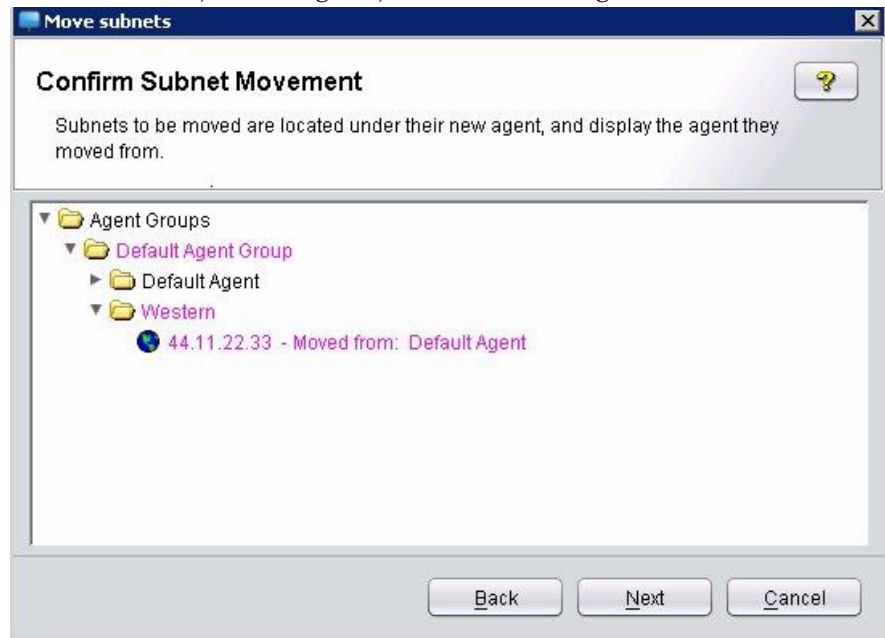 Move subnets
Confirm Subnet Movement
?
Subnets to be moved are located under their new agent, and display the agent they
moved from.
Agent Groups
Default Agent Group
Default Agent
Western
44.11.22.33 - Moved from: Default Agent
Back Next Cancel